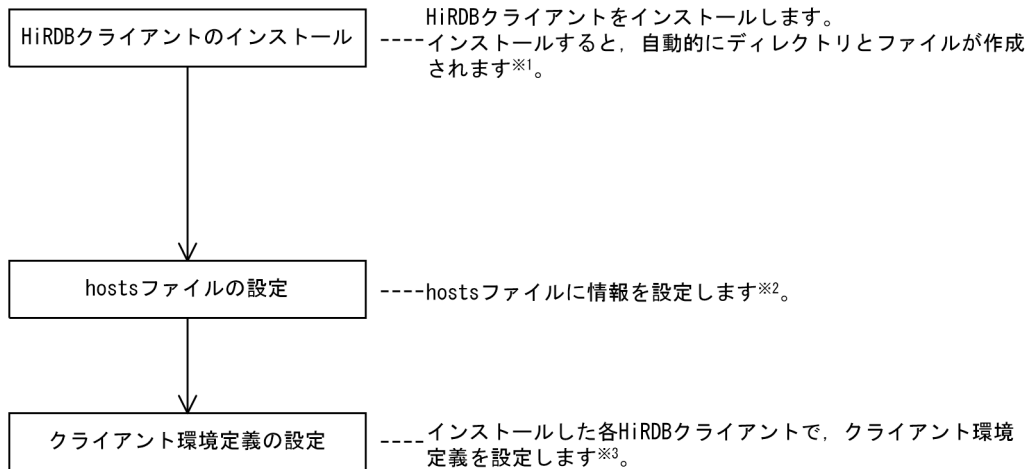 HiRDBクライアントのインストール
HiRDBクライアントをインストールします。
インストールすると，自動的にディレクトリとファイルが作成
されます※1。
hostsファイルの設定
hostsファイルに情報を設定します※2。
クライアント環境定義の設定
インストールした各HiRDBクライアントで，クライアント環境
定義を設定します※3。